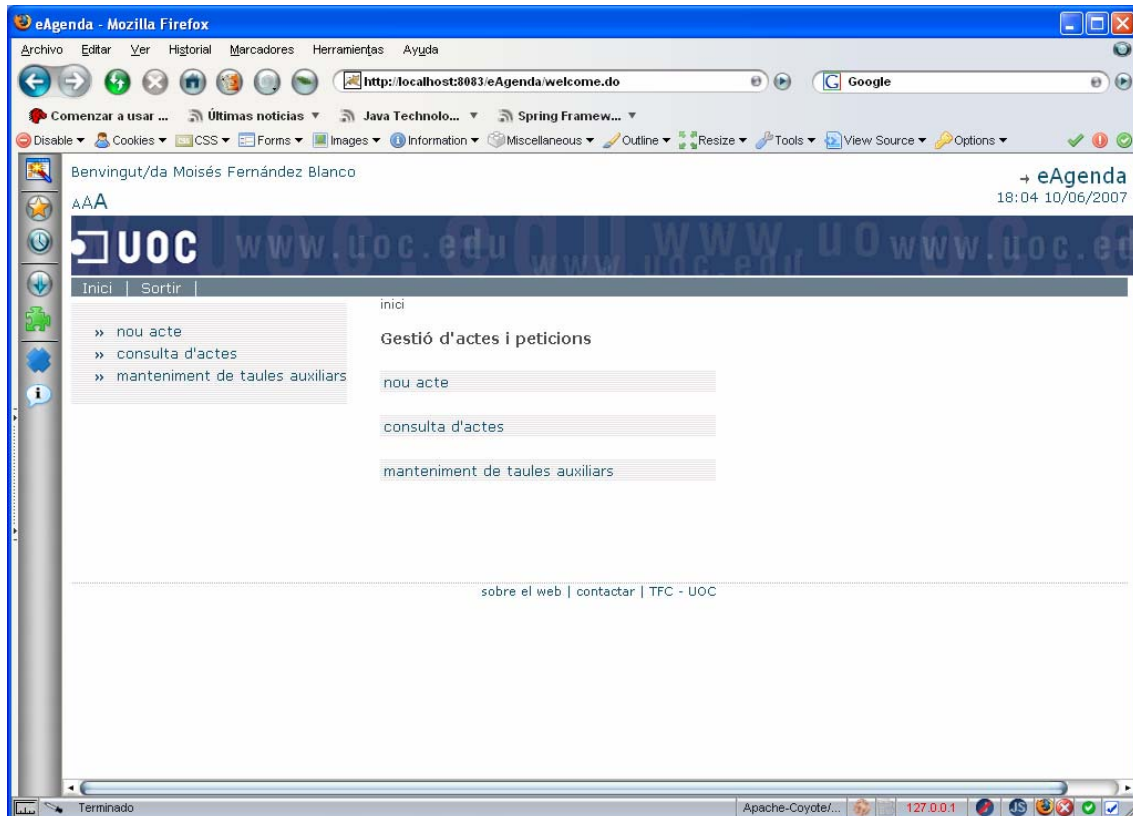 eAgenda - Mozilla Firefox
Archivo Editar Ver Historial Marcadores Herramientas Ayuda
http://localhost:8083/eAgenda/welcome.do G Google
Comenzar a usar ... Últimas noticias Java Technolo... Spring Framew...
Disable Cookies CSS Forms Images Information Miscellaneous Outline Resize Tools View Source Options
Benvingut/da Moisés Fernández Blanco
→ eAgenda
AAA
18:04 10/06/2007
UOC www.uoc.edu www.uoc.edu www.uoc.ed
Inici | Sortir |
inici
» nou acte
» consulta d'actes
» manteniment de taules auxiliars
Gestió d'actes i peticions
nou acte
consulta d'actes
manteniment de taules auxiliars
sobre el web | contactar | TFC - UOC
Terminado Apache-Coyote/... 127.0.0.1